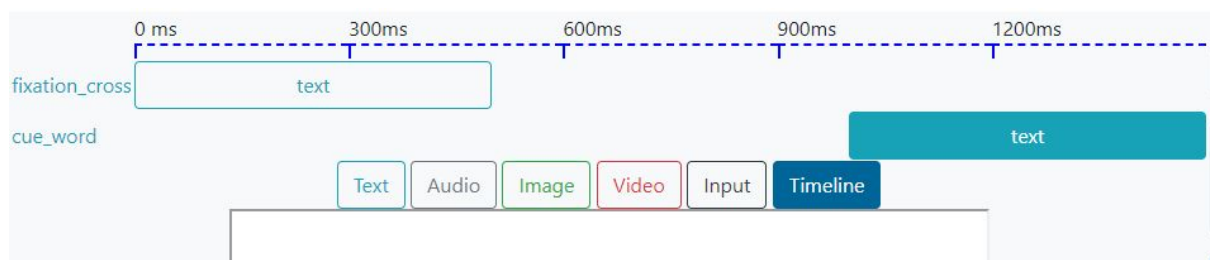 0 ms 300ms 600ms 900ms 1200ms
fixation_cross text
cue_word text
Text Audio Image Video Input Timeline